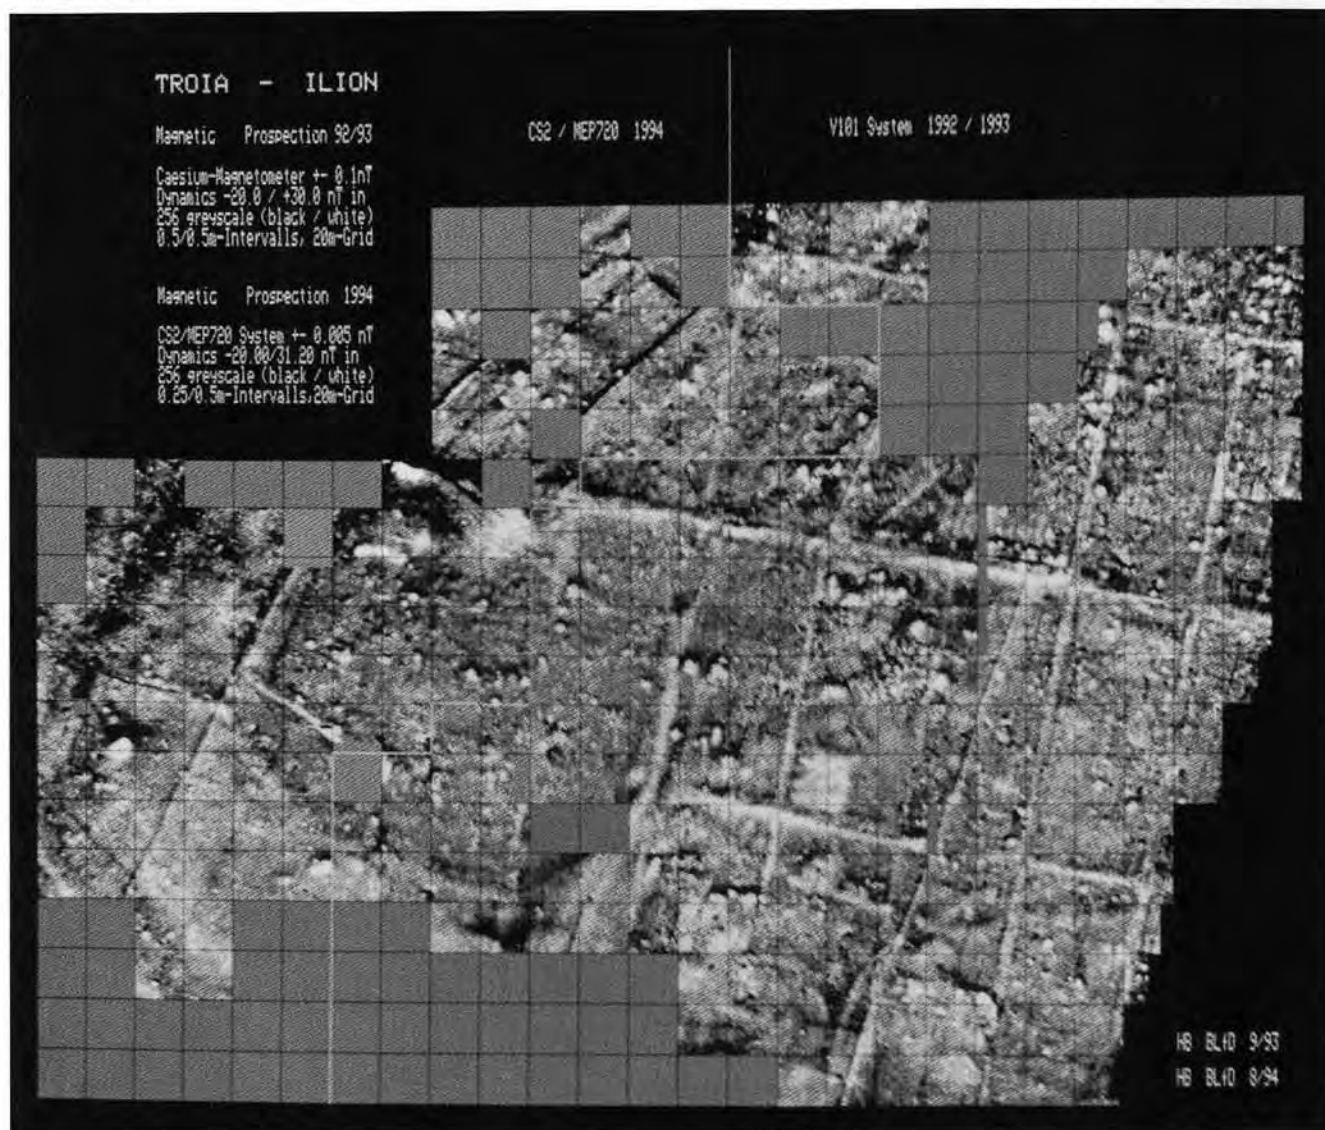 TROIA - ILION
Magnetic Prospection 92/93
Caesium-Magnetometer +- 0.1nT
Dynamics -20.0 / +30.0 nT in
256 greyscale (black / white)
0.5/0.5m-Intervalls, 20m-Grid
Magnetic Prospection 1994
CS2/MEP720 System +- 0.005 nT
Dynamics -20.00/31.20 nT in
256 greyscale (black / white)
0.25/0.5m-Intervalls,20m-Grid
CS2 / MEP720 1994
V101 System 1992 / 1993
HB BLfD 9/93
HB BLfD 8/94